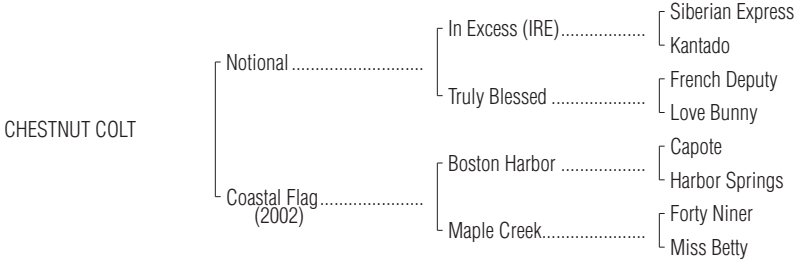 Siberian Express
In Excess (IRE)....................
Kantado
Notional ............................
French Deputy
Truly Blessed ....................
Love Bunny
CHESTNUT COLT
Capote
Boston Harbor ..................
Harbor Springs
Coastal Flag......................
(2002)
Forty Niner
Maple Creek......................
Miss Betty